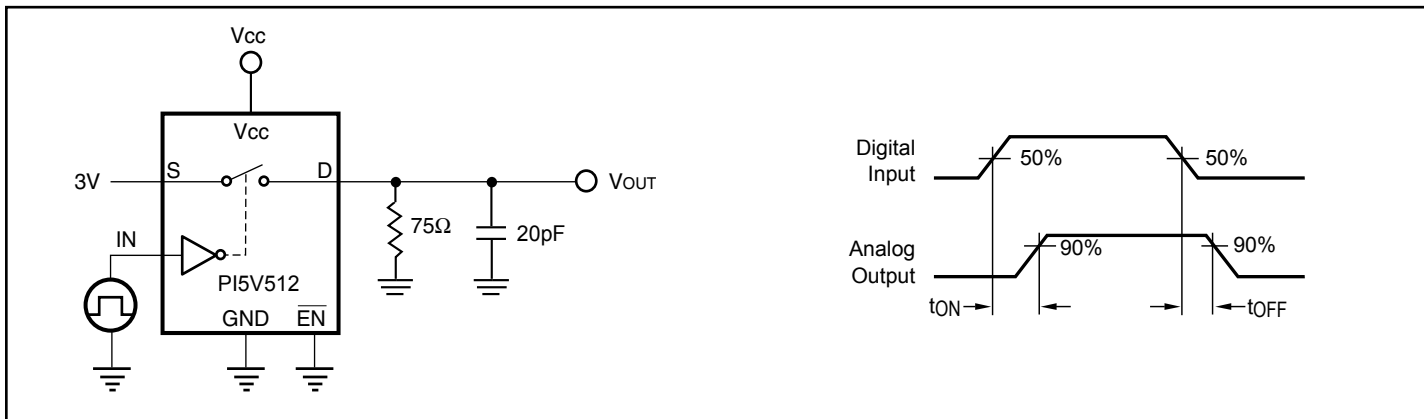 Vcc
Vcc
S
D
3V
VOUT
75Ω
20pF
IN
PI5V512
GND
EN
Digital
Input
50%
50%
Analog
Output
90%
90%
tON
tOFF